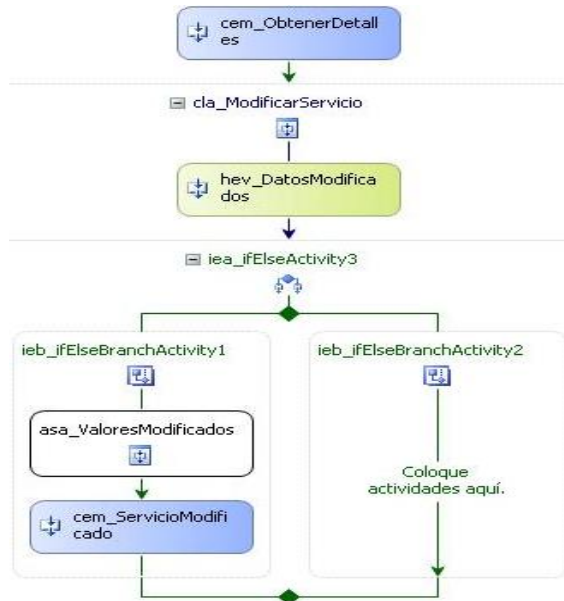 cem_ObtenerDetall
es
cla_ModificarServicio
hev_DatosModifica
dos
iea_ifElseActivity3
ieb_ifElseBranchActivity1
ieb_ifElseBranchActivity2
asa_ValoresModificados
Coloque
actividades aquí.
cem_ServicioModifi
cado